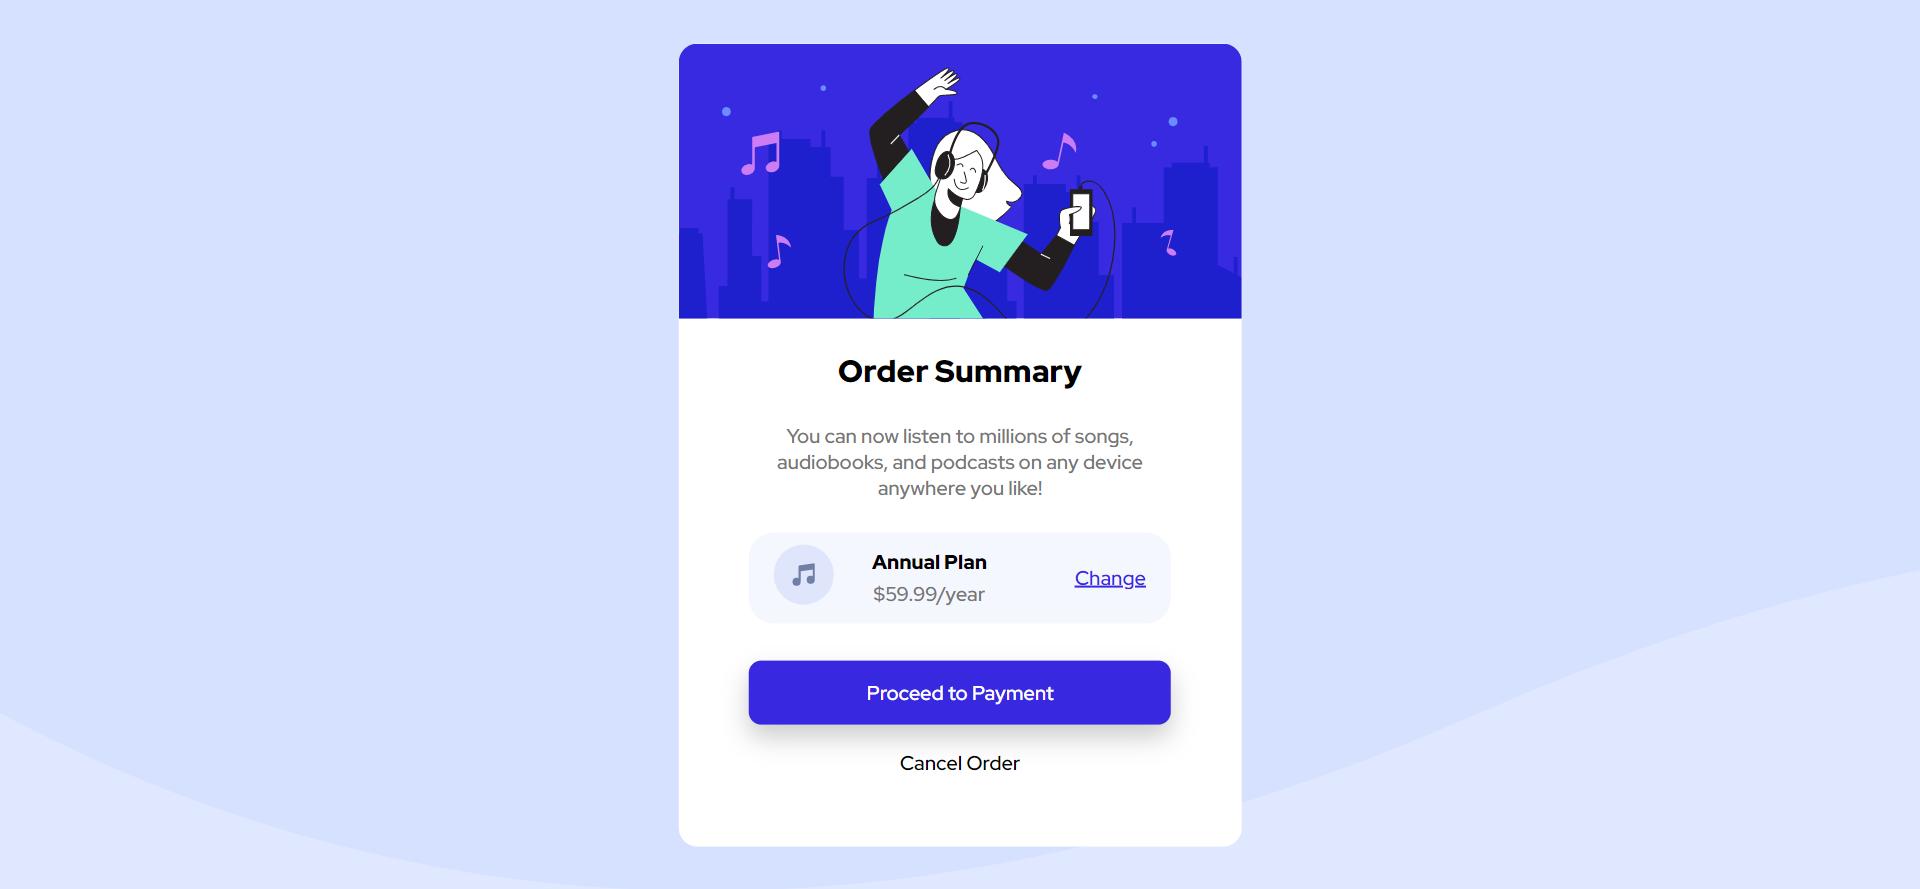 Order Summary
You can now listen to millions of songs,
audiobooks, and podcasts on any device
anywhere you like!
Annual Plan
$59.99/year
Change
Proceed to Payment
Cancel Order